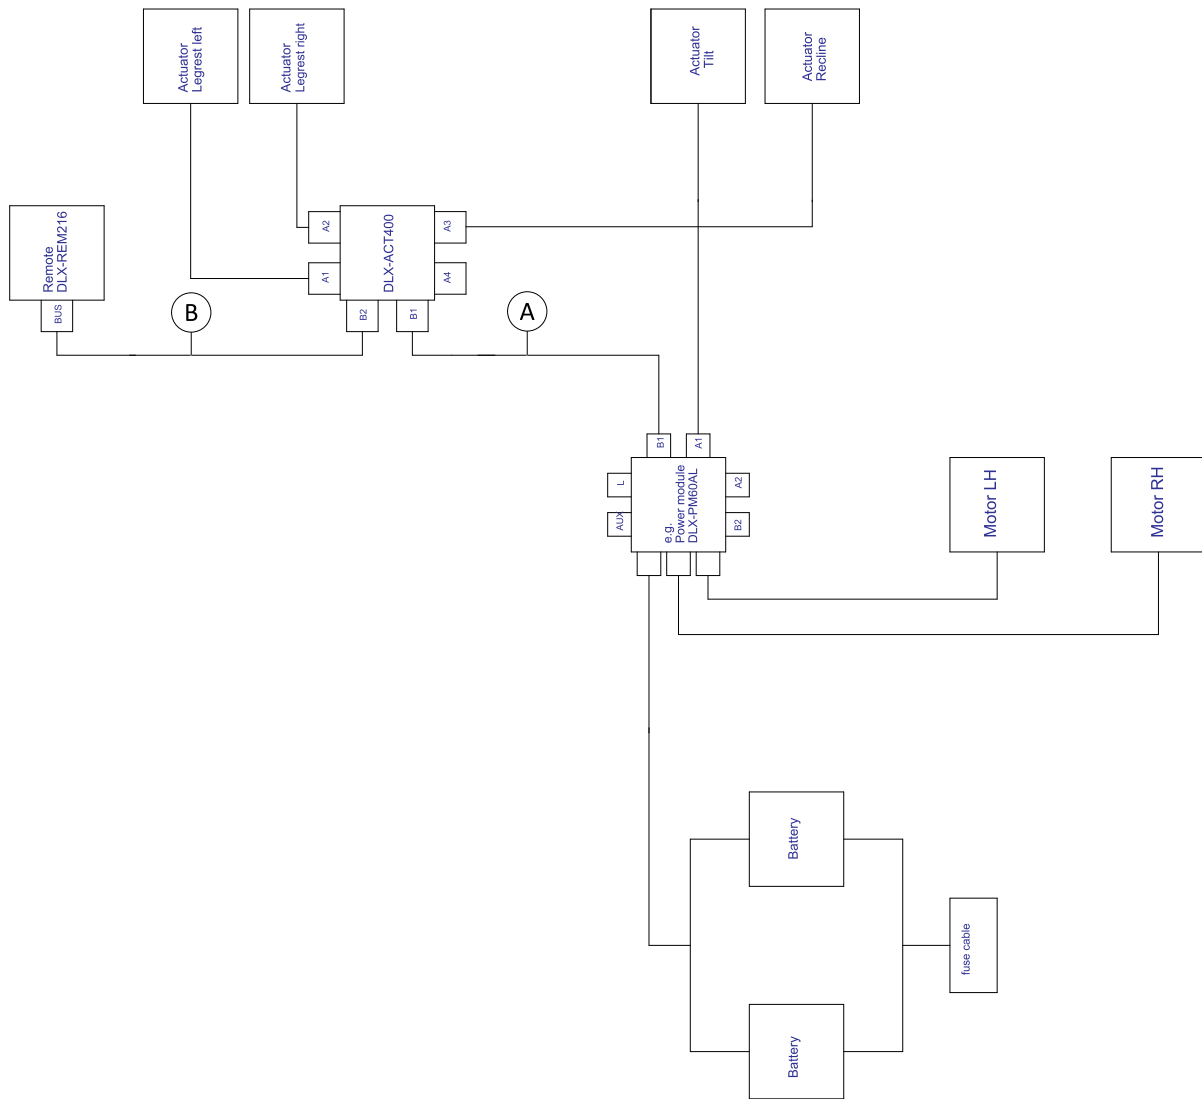 Actuator
Legrest left
Actuator
Legrest right
Actuator
Tilt
Actuator
Recline
Remote
DLX-REM216
BUS
A2
A1
DLX-ACT400
A3
A4
B2
B1
B
A
B1
A1
L
AUX
e.g.
Power module
DLX-PM60AL
A2
B2
Motor LH
Motor RH
Battery
fuse cable
Battery